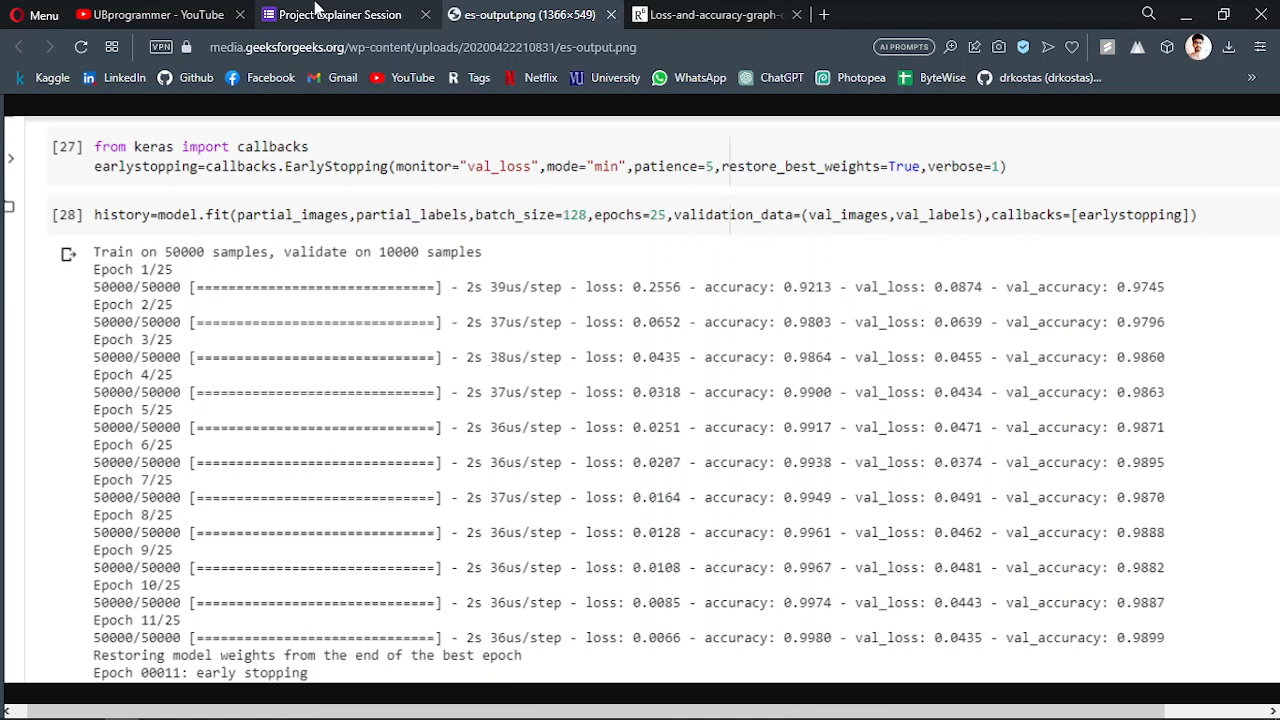 Menu UBprogrammer - YouTube Project Explainer Session es-output.png (1366×549) Loss-and-accuracy-graph-c
VPN media.geeksforgeeks.org/wp-content/uploads/20200422210831/es-output.png AI PROMPTS
Kaggle LinkedIn Github Facebook Gmail YouTube Tags Netflix University WhatsApp ChatGPT Photopea ByteWise drkostas (drkostas)...
[27] from keras import callbacks
earlystopping=callbacks.EarlyStopping(monitor="val_loss",mode="min",patience=5,restore_best_weights=True,verbose=1)
[28] history=model.fit(partial_images,partial_labels,batch_size=128,epochs=25,validation_data=(val_images,val_labels),callbacks=[earlystopping])
Train on 50000 samples, validate on 10000 samples
Epoch 1/25
50000/50000 [==============================] - 2s 39us/step - loss: 0.2556 - accuracy: 0.9213 - val_loss: 0.0874 - val_accuracy: 0.9745
Epoch 2/25
50000/50000 [==============================] - 2s 37us/step - loss: 0.0652 - accuracy: 0.9803 - val_loss: 0.0639 - val_accuracy: 0.9796
Epoch 3/25
50000/50000 [==============================] - 2s 38us/step - loss: 0.0435 - accuracy: 0.9864 - val_loss: 0.0455 - val_accuracy: 0.9860
Epoch 4/25
50000/50000 [==============================] - 2s 37us/step - loss: 0.0318 - accuracy: 0.9900 - val_loss: 0.0434 - val_accuracy: 0.9863
Epoch 5/25
50000/50000 [==============================] - 2s 36us/step - loss: 0.0251 - accuracy: 0.9917 - val_loss: 0.0471 - val_accuracy: 0.9871
Epoch 6/25
50000/50000 [==============================] - 2s 36us/step - loss: 0.0207 - accuracy: 0.9938 - val_loss: 0.0374 - val_accuracy: 0.9895
Epoch 7/25
50000/50000 [==============================] - 2s 37us/step - loss: 0.0164 - accuracy: 0.9949 - val_loss: 0.0491 - val_accuracy: 0.9870
Epoch 8/25
50000/50000 [==============================] - 2s 36us/step - loss: 0.0128 - accuracy: 0.9961 - val_loss: 0.0462 - val_accuracy: 0.9888
Epoch 9/25
50000/50000 [==============================] - 2s 36us/step - loss: 0.0108 - accuracy: 0.9967 - val_loss: 0.0481 - val_accuracy: 0.9882
Epoch 10/25
50000/50000 [==============================] - 2s 36us/step - loss: 0.0085 - accuracy: 0.9974 - val_loss: 0.0443 - val_accuracy: 0.9887
Epoch 11/25
50000/50000 [==============================] - 2s 36us/step - loss: 0.0066 - accuracy: 0.9980 - val_loss: 0.0435 - val_accuracy: 0.9899
Restoring model weights from the end of the best epoch
Epoch 00011: early stopping